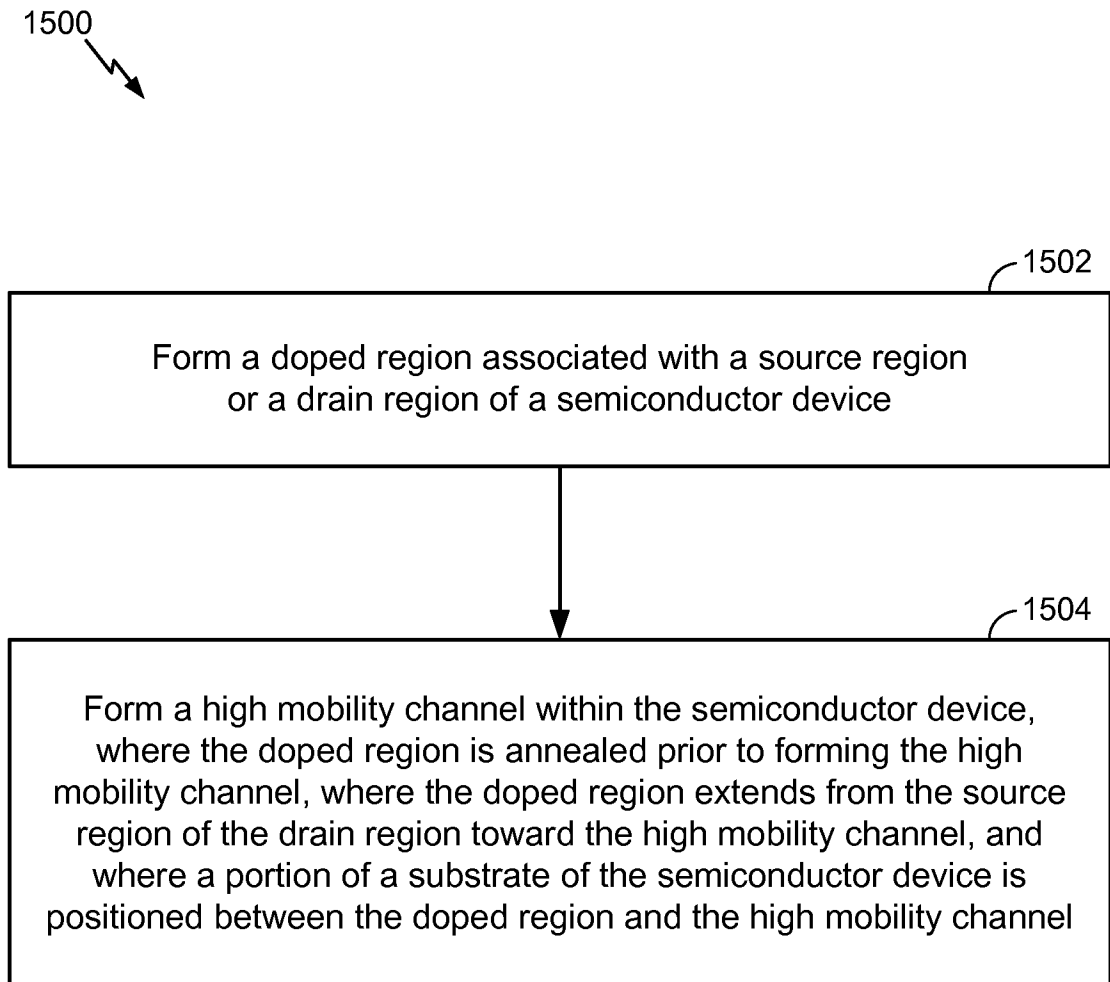 1500
1502
Form a doped region associated with a source region
or a drain region of a semiconductor device
1504
Form a high mobility channel within the semiconductor device,
where the doped region is annealed prior to forming the high
mobility channel, where the doped region extends from the source
region of the drain region toward the high mobility channel, and
where a portion of a substrate of the semiconductor device is
positioned between the doped region and the high mobility channel